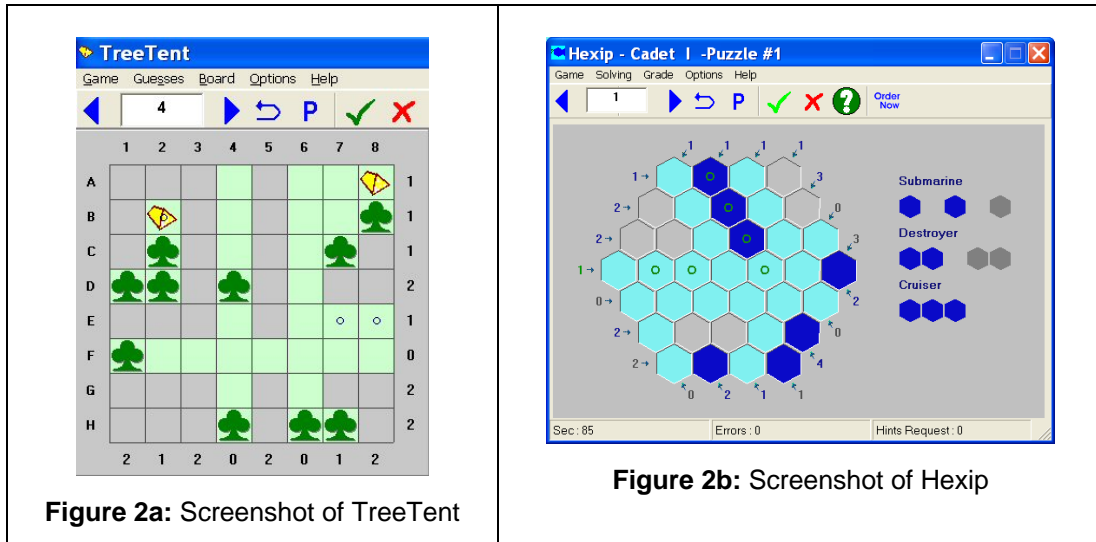 TreeTent
Game Guesses Board Options Help
4 P
1 2 3 4 5 6 7 8
A 1
B 1
C 1
D 2
E 1
F 0
G 2
H 2
2 1 2 0 2 0 1 2
Figure 2a: Screenshot of TreeTent
Hexip - Cadet I -Puzzle #1
Game Solving Grade Options Help
1 P ? Order
Now
1 1 1 1
1 3
2 0
2 3
1
0 2
2 0
2 4
0 2 1 1
Submarine
Destroyer
Cruiser
Sec: 85 Errors: 0 Hints Request: 0
Figure 2b: Screenshot of Hexip